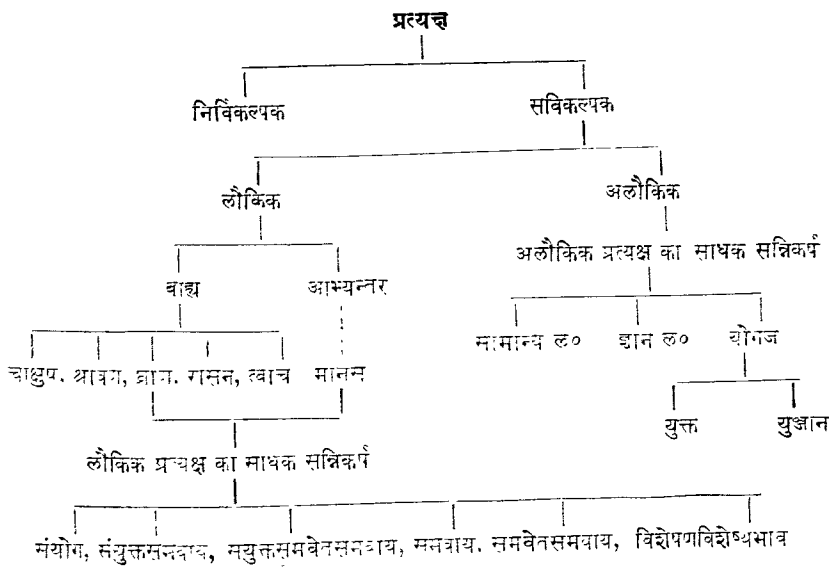 प्रत्यक्ष
निर्विकल्पक सविकल्पक
लौकिक अलौकिक
अलौकिक प्रत्यक्ष का साधक सन्निकर्ष
बाह्य आभ्यन्तर
सामान्य ल० ज्ञान ल० योगज
चाक्षुष. श्रावण, घ्राण. रासन, त्वाच मानस
युक्त युञ्जान
लौकिक प्रत्यक्ष का साधक सन्निकर्ष
संयोग, संयुक्तसमवाय, संयुक्तसमवेतसमवाय, समवाय. समवेतसमवाय, विशेषणविशेष्यभाव